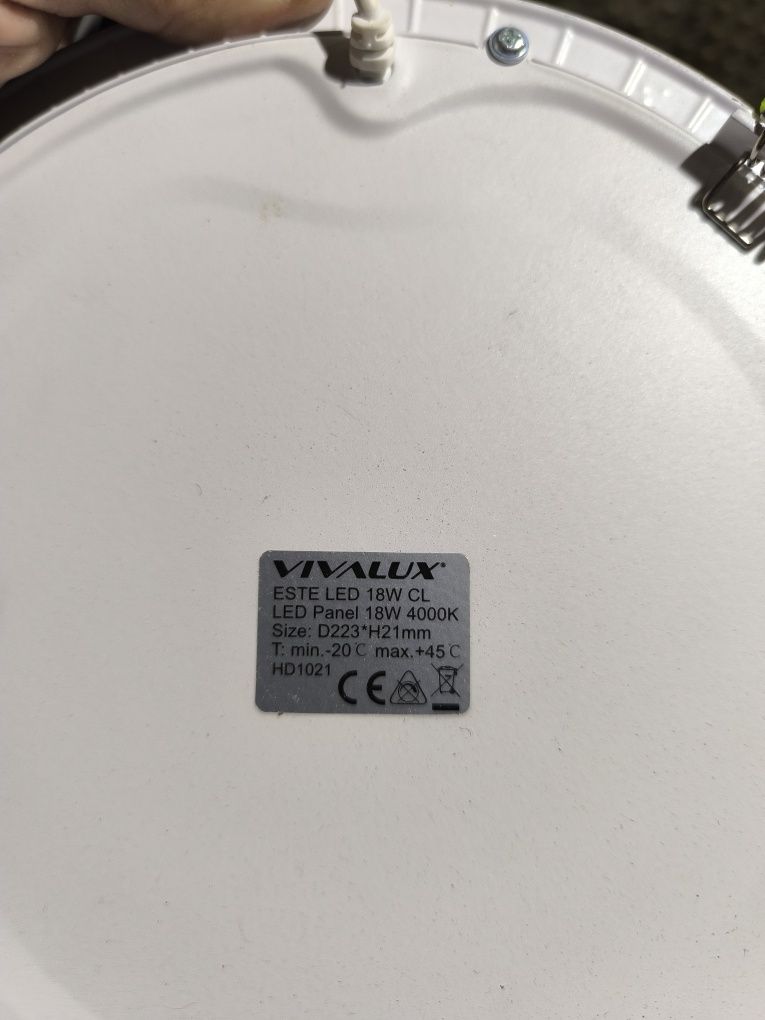 VIVALUX®
ESTE LED 18W CL
LED Panel 18W 4000K
Size: D223*H21mm
T: min.-20℃ max.+45℃
HD1021
CE